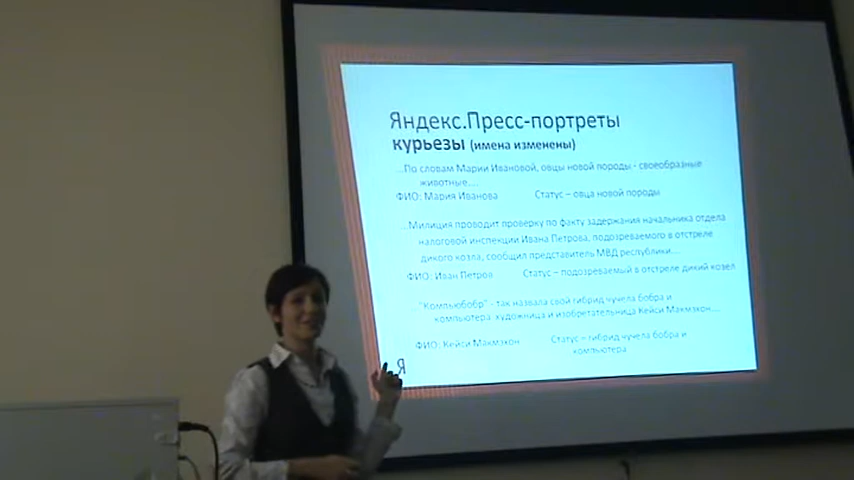 Яндекс.Пресс-портреты
курьезы (имена изменены)
...По словам Марии Ивановой, овцы новой породы - своеобразные
животные....
ФИО: Мария Иванова Статус – овца новой породы
...Милиция проводит проверку по факту задержания начальника отдела
налоговой инспекции Ивана Петрова, подозреваемого в отстреле
дикого козла, сообщил представитель МВД республики...
ФИО: Иван Петров Статус – подозреваемый в отстреле дикий козел
"Компьюбобр" - так назвала свой гибрид чучела бобра и
компьютера художница и изобретательница Кейси Макмэхон....
ФИО: Кейси Макмэхон Статус – гибрид чучела бобра и
компьютера
Я